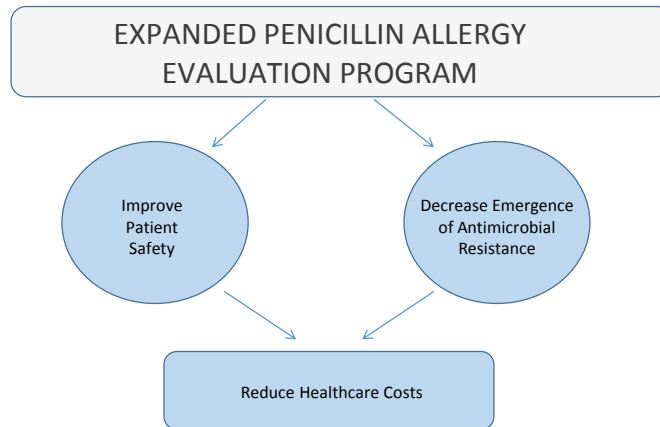 EXPANDED PENICILLIN ALLERGY
EVALUATION PROGRAM
Improve
Patient
Safety
Decrease Emergence
of Antimicrobial
Resistance
Reduce Healthcare Costs